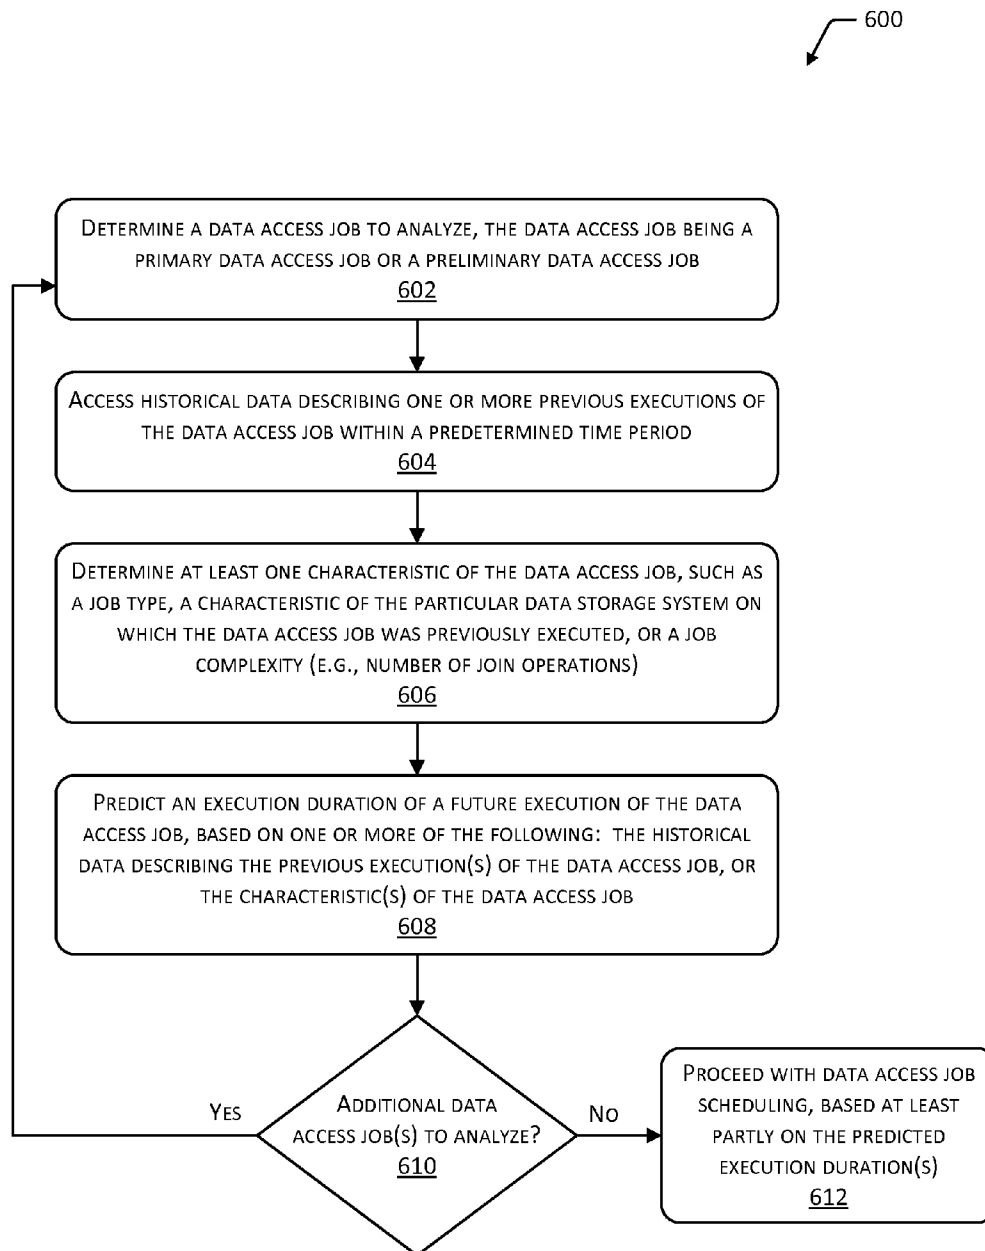 600
DETERMINE A DATA ACCESS JOB TO ANALYZE, THE DATA ACCESS JOB BEING A
PRIMARY DATA ACCESS JOB OR A PRELIMINARY DATA ACCESS JOB
602
ACCESS HISTORICAL DATA DESCRIBING ONE OR MORE PREVIOUS EXECUTIONS OF
THE DATA ACCESS JOB WITHIN A PREDETERMINED TIME PERIOD
604
DETERMINE AT LEAST ONE CHARACTERISTIC OF THE DATA ACCESS JOB, SUCH AS
A JOB TYPE, A CHARACTERISTIC OF THE PARTICULAR DATA STORAGE SYSTEM ON
WHICH THE DATA ACCESS JOB WAS PREVIOUSLY EXECUTED, OR A JOB
COMPLEXITY (E.G., NUMBER OF JOIN OPERATIONS)
606
PREDICT AN EXECUTION DURATION OF A FUTURE EXECUTION OF THE DATA
ACCESS JOB, BASED ON ONE OR MORE OF THE FOLLOWING: THE HISTORICAL
DATA DESCRIBING THE PREVIOUS EXECUTION(S) OF THE DATA ACCESS JOB, OR
THE CHARACTERISTIC(S) OF THE DATA ACCESS JOB
608
YES
ADDITIONAL DATA
ACCESS JOB(S) TO ANALYZE?
610
NO
PROCEED WITH DATA ACCESS JOB
SCHEDULING, BASED AT LEAST
PARTLY ON THE PREDICTED
EXECUTION DURATION(S)
612